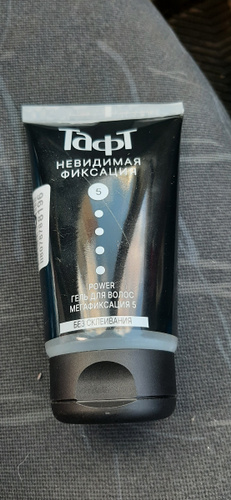 Тафт
НЕВИДИМАЯ
ФИКСАЦИЯ
5
POWER
ГЕЛЬ ДЛЯ ВОЛОС
МЕГАФИКСАЦИЯ 5
БЕЗ СКЛЕИВАНИЯ